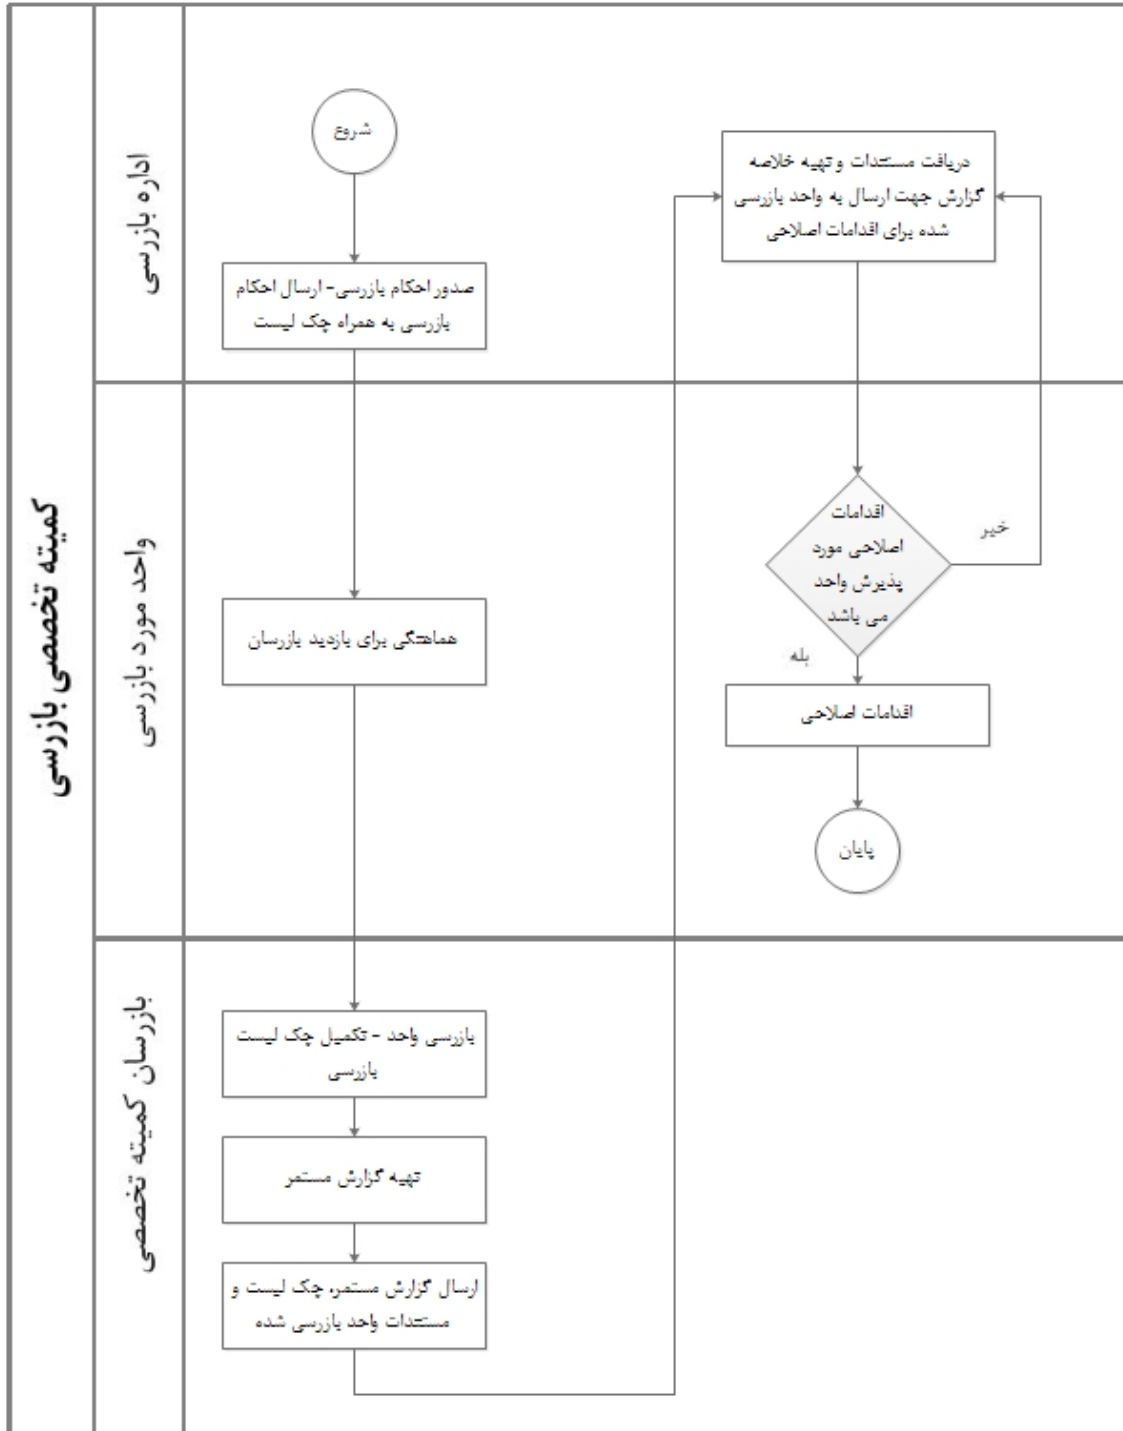 کمیته تخصصی بازرسی
اداره بازرسی
شروع
صدور احکام بازرسی- ارسال احکام
بازرسی به همراه چک لیست
دریافت مستندات و تهیه خلاصه
گزارش جهت ارسال به واحد بازرسی
شده برای اقدامات اصلاحی
واحد مورد بازرسی
هماهنگی برای بازدید بازرسان
اقدامات
اصلاحی مورد
پذیرش واحد
می باشد
خیر
بله
اقدامات اصلاحی
پایان
بازرسان کمیته تخصصی
بازرسی واحد - تکمیل چک لیست
بازرسی
تهیه گزارش مستمر
ارسال گزارش مستمر، چک لیست و
مستندات واحد بازرسی شده